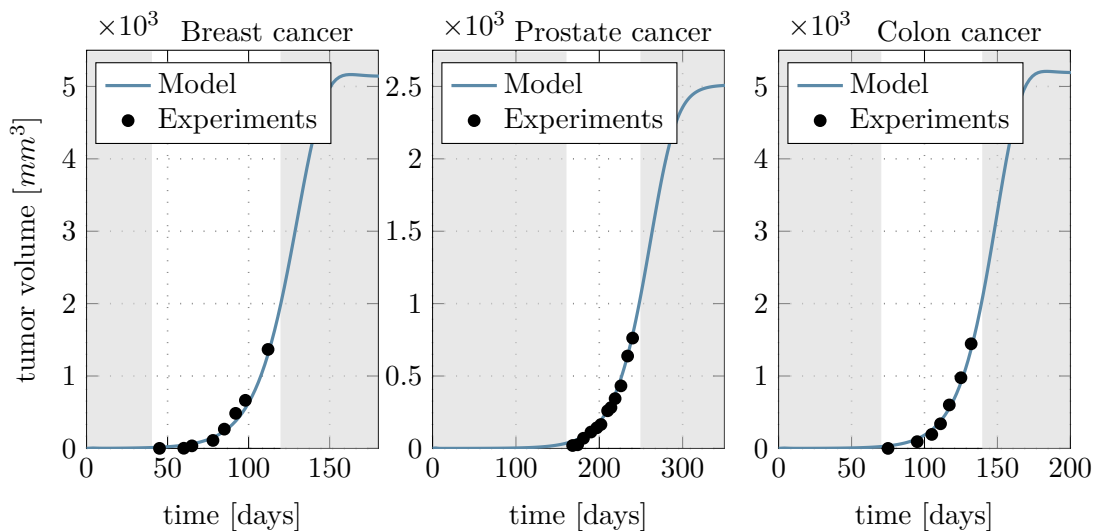 ×10³ Breast cancer
Model
Experiments
5
4
3
2
1
0
0 50 100 150
time [days]
tumor volume [mm³]
×10³ Prostate cancer
Model
Experiments
2.5
2
1.5
1
0.5
0
0 100 200 300
time [days]
×10³ Colon cancer
Model
Experiments
5
4
3
2
1
0
0 50 100 150 200
time [days]